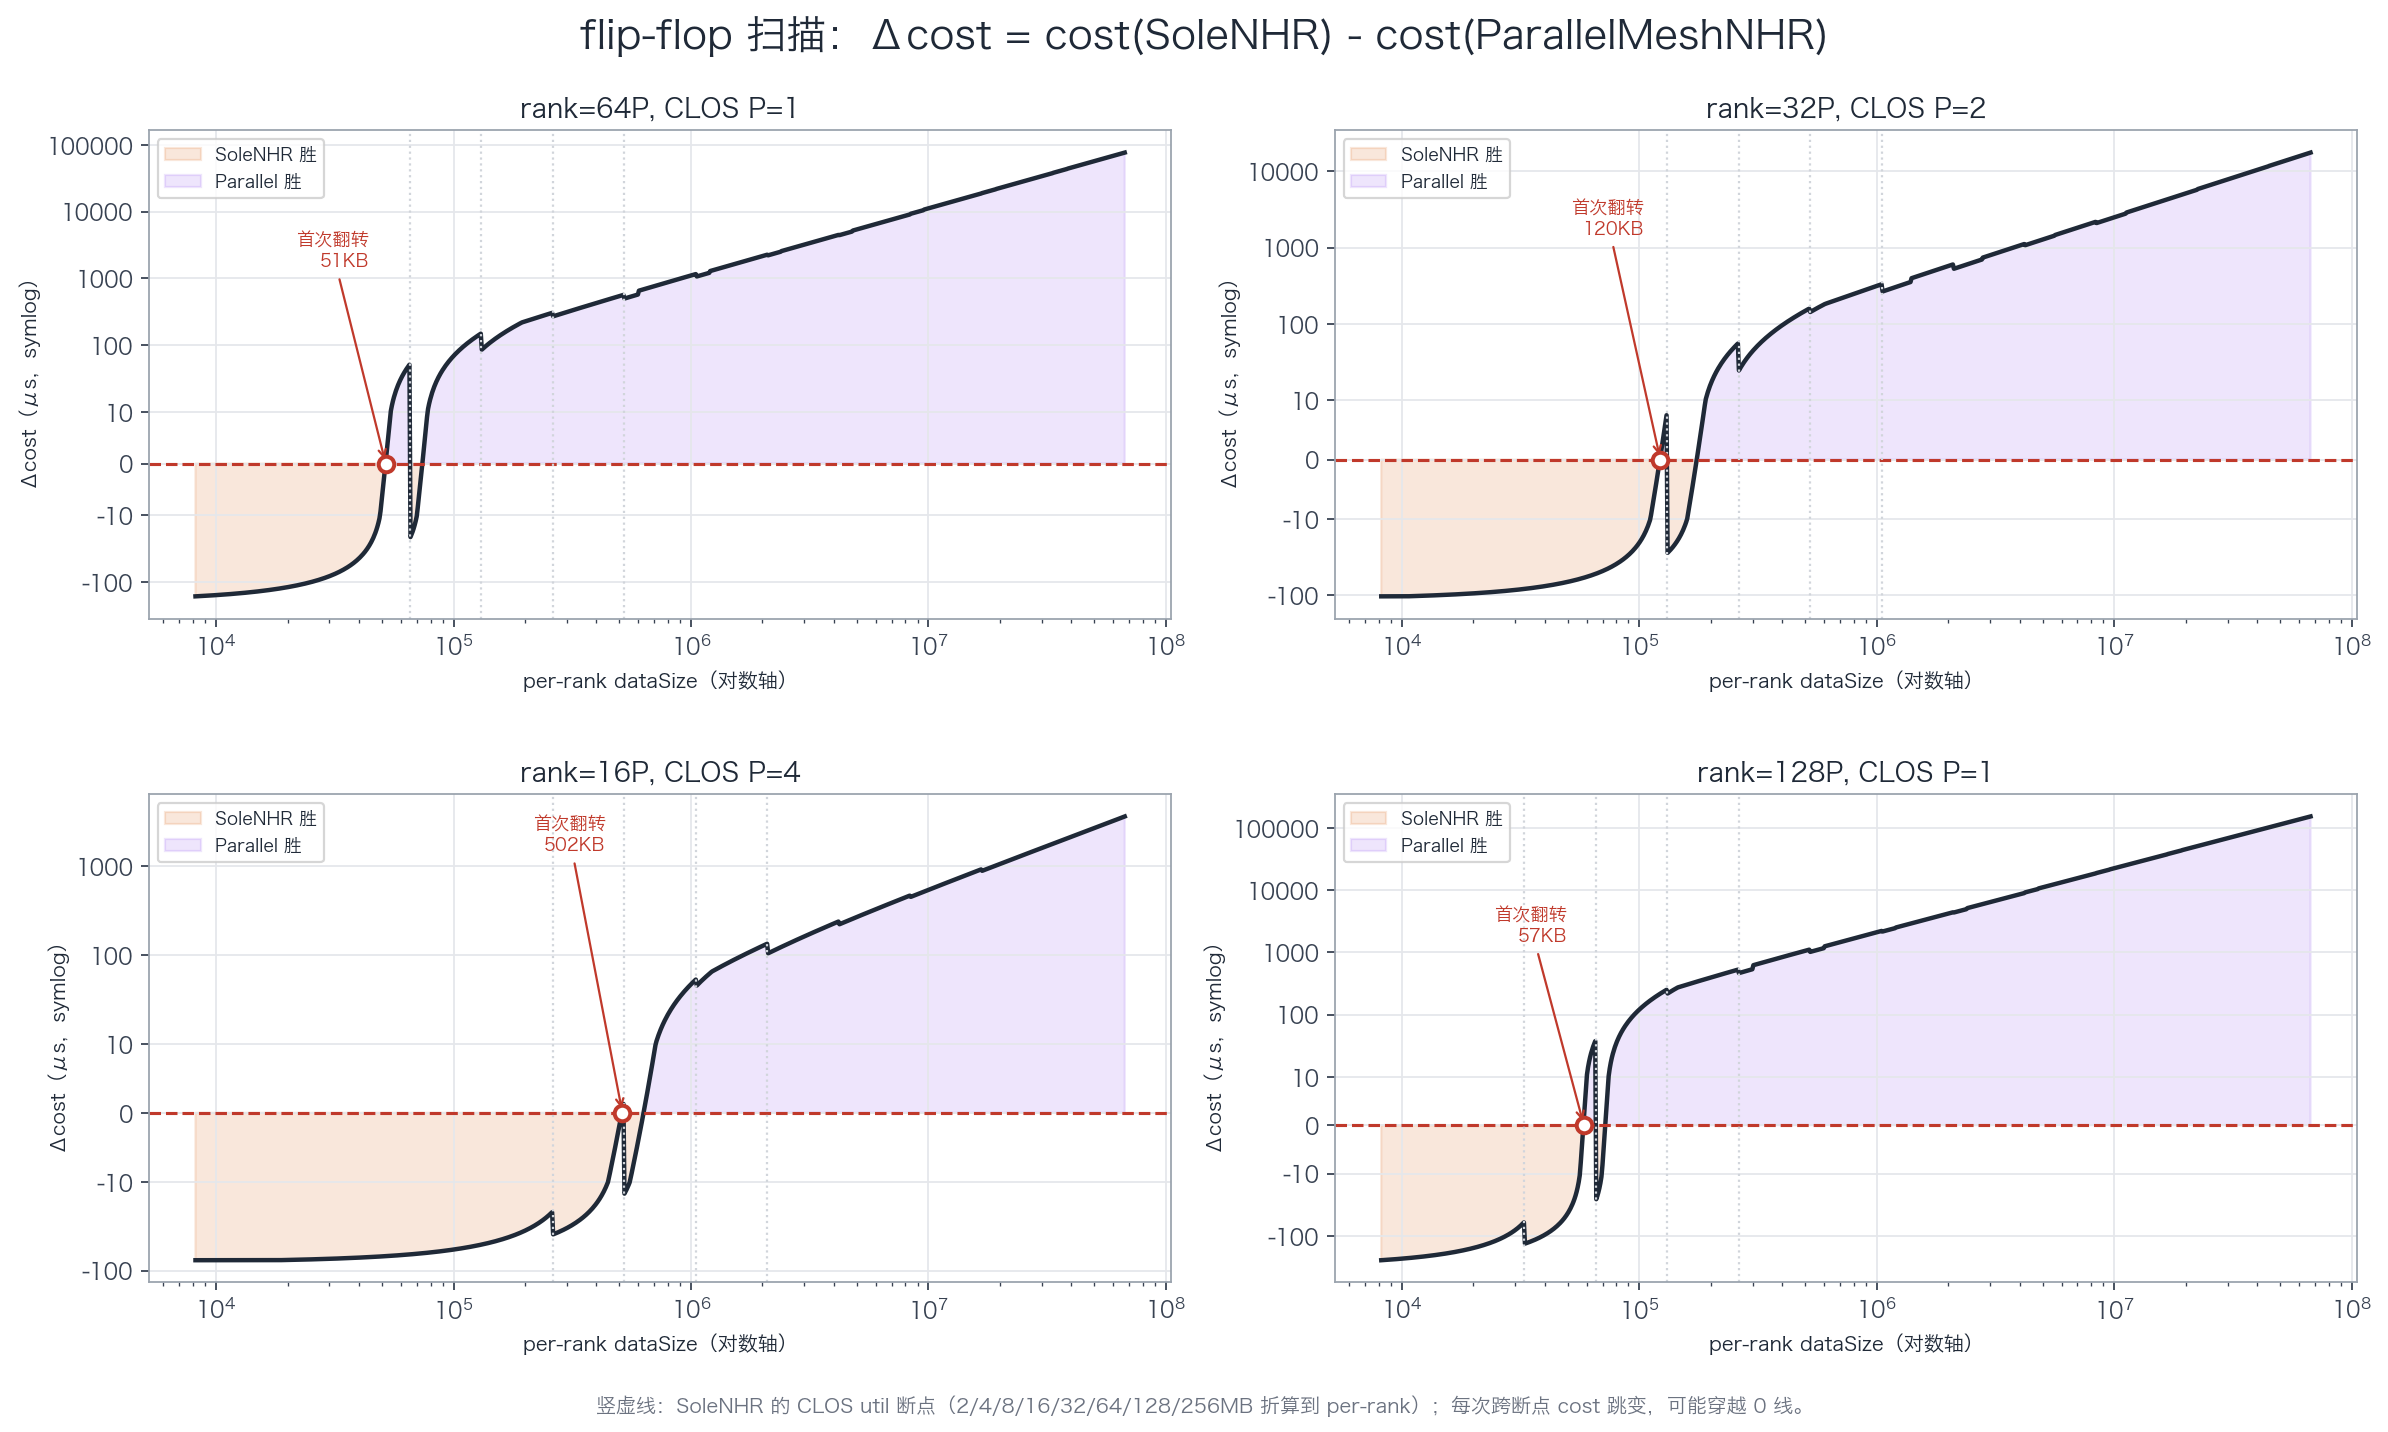 flip-flop 扫描： Δcost = cost(SoleNHR) - cost(ParallelMeshNHR)
rank=64P, CLOS P=1
SoleNHR 胜
Parallel 胜
首次翻转
51KB
100000
10000
1000
100
10
0
-10
-100
Δcost（μs， symlog）
10⁴
10⁵
10⁶
10⁷
10⁸
per-rank dataSize（对数轴）
rank=32P, CLOS P=2
SoleNHR 胜
Parallel 胜
首次翻转
120KB
10000
1000
100
10
0
-10
-100
Δcost（μs， symlog）
10⁴
10⁵
10⁶
10⁷
10⁸
per-rank dataSize（对数轴）
rank=16P, CLOS P=4
SoleNHR 胜
Parallel 胜
首次翻转
502KB
1000
100
10
0
-10
-100
Δcost（μs， symlog）
10⁴
10⁵
10⁶
10⁷
10⁸
per-rank dataSize（对数轴）
rank=128P, CLOS P=1
SoleNHR 胜
Parallel 胜
首次翻转
57KB
100000
10000
1000
100
10
0
-10
-100
Δcost（μs， symlog）
10⁴
10⁵
10⁶
10⁷
10⁸
per-rank dataSize（对数轴）
竖虚线：SoleNHR 的 CLOS util 断点（2/4/8/16/32/64/128/256MB 折算到 per-rank）；每次跨断点 cost 跳变，可能穿越 0 线。